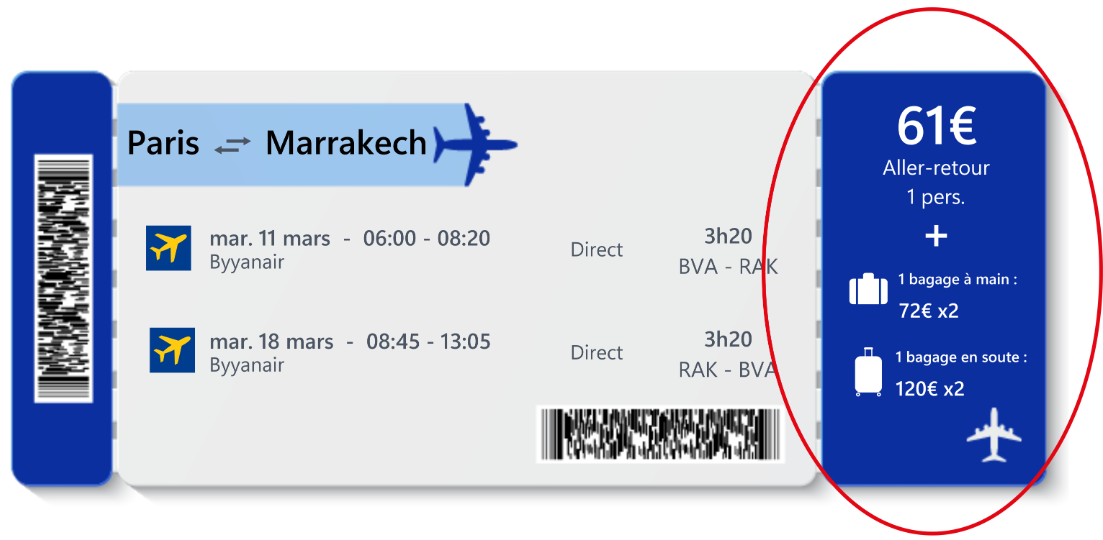 Paris ⇌ Marrakech
mar. 11 mars - 06:00 - 08:20
Byyanair
Direct
3h20
BVA - RAK
mar. 18 mars - 08:45 - 13:05
Byyanair
Direct
3h20
RAK - BVA
61€
Aller-retour
1 pers.
+
1 bagage à main :
72€ x2
1 bagage en soute :
120€ x2